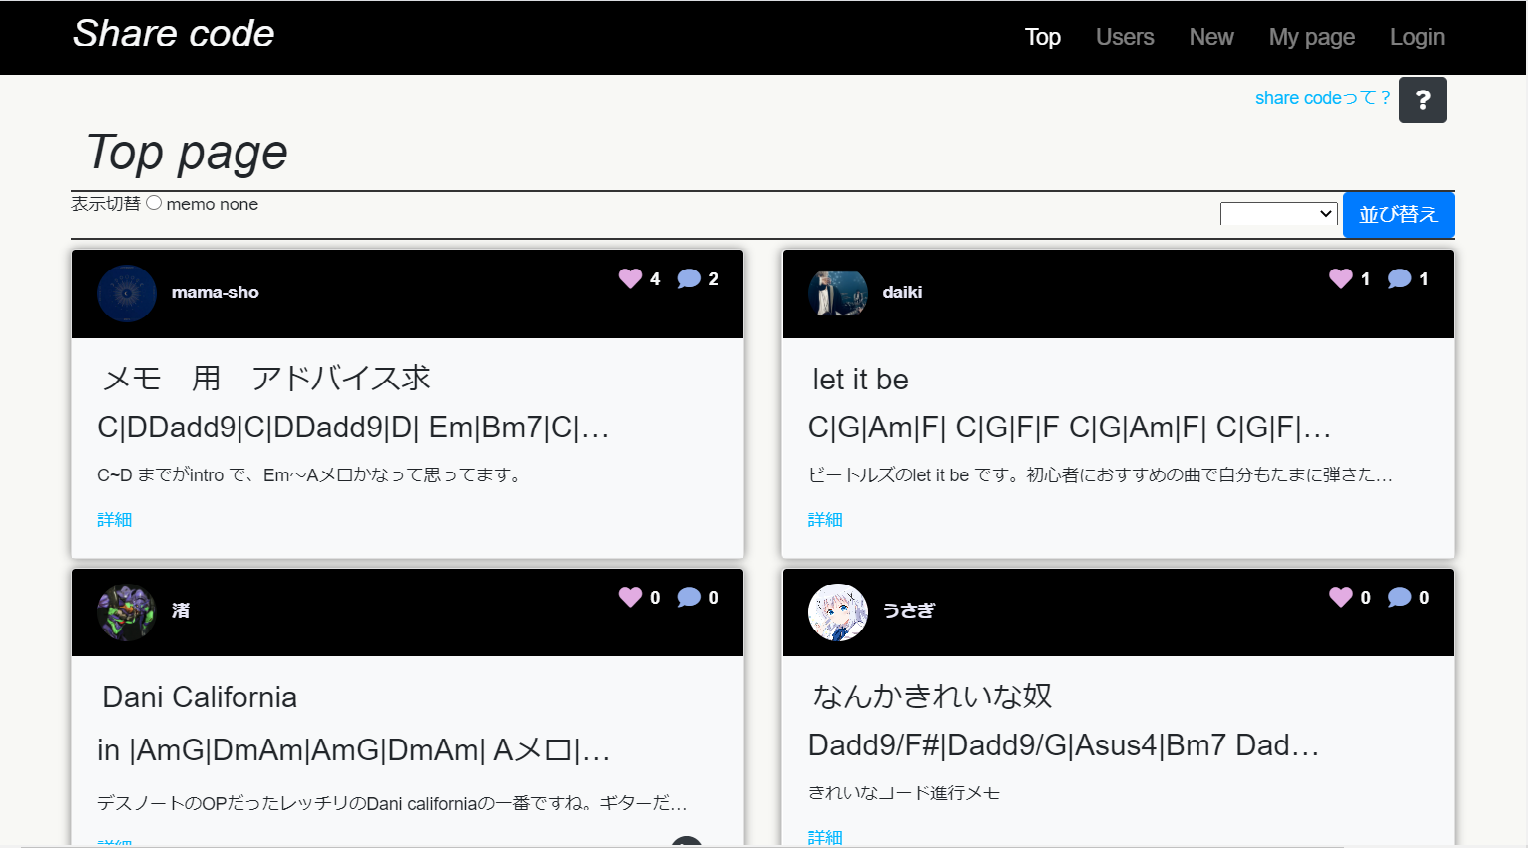 Share code
Top Users New My page Login
share codeって？ ?
Top page
表示切替 memo none
並び替え
mama-sho 4 2
メモ　用　アドバイス求
C|DDadd9|C|DDadd9|D| Em|Bm7|C|...
C~D までがintro で、Em〜Aメロかなって思ってます。
詳細
daiki 1 1
let it be
C|G|Am|F| C|G|F|F C|G|Am|F| C|G|F|...
ビートルズのlet it be です。初心者におすすめの曲で自分もたまに弾きた...
詳細
渚 0 0
Dani California
in |AmG|DmAm|AmG|DmAm| Aメロ|...
デスノートのOPだったレッチリのDani californiaの一番ですね。ギターだ...
詳細
うさぎ 0 0
なんかきれいな奴
Dadd9/F#|Dadd9/G|Asus4|Bm7 Dad...
きれいなコード進行メモ
詳細